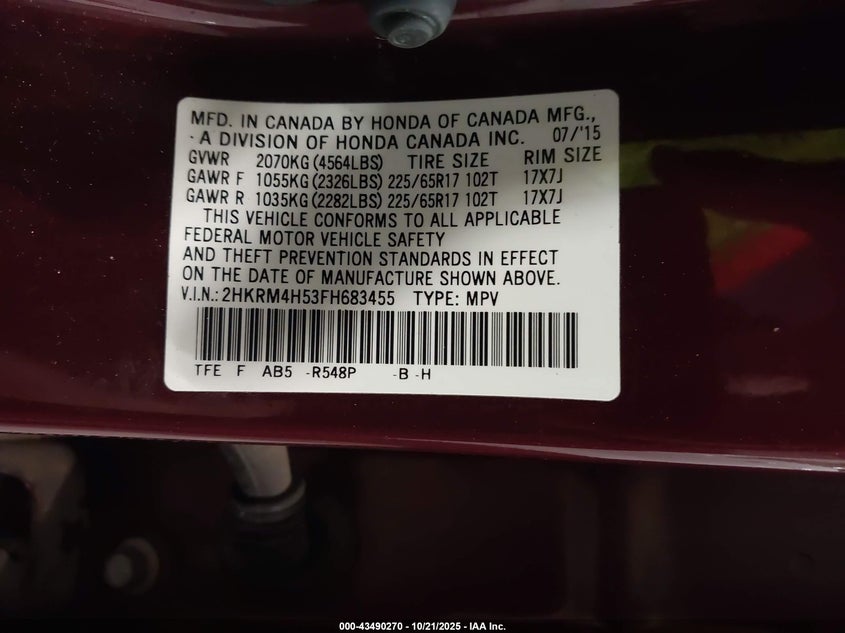 MFD. IN CANADA BY HONDA OF CANADA MFG.,
- A DIVISION OF HONDA CANADA INC. 07/'15
GVWR 2070KG (4564LBS) TIRE SIZE RIM SIZE
GAWR F 1055KG (2326LBS) 225/65R17 102T 17X7J
GAWR R 1035KG (2282LBS) 225/65R17 102T 17X7J
THIS VEHICLE CONFORMS TO ALL APPLICABLE
FEDERAL MOTOR VEHICLE SAFETY
AND THEFT PREVENTION STANDARDS IN EFFECT
ON THE DATE OF MANUFACTURE SHOWN ABOVE.
V.I.N.: 2HKRM4H53FH683455 TYPE: MPV
TFE F AB5 -R548P -B -H
000-43490270 - 10/21/2025 - IAA Inc.